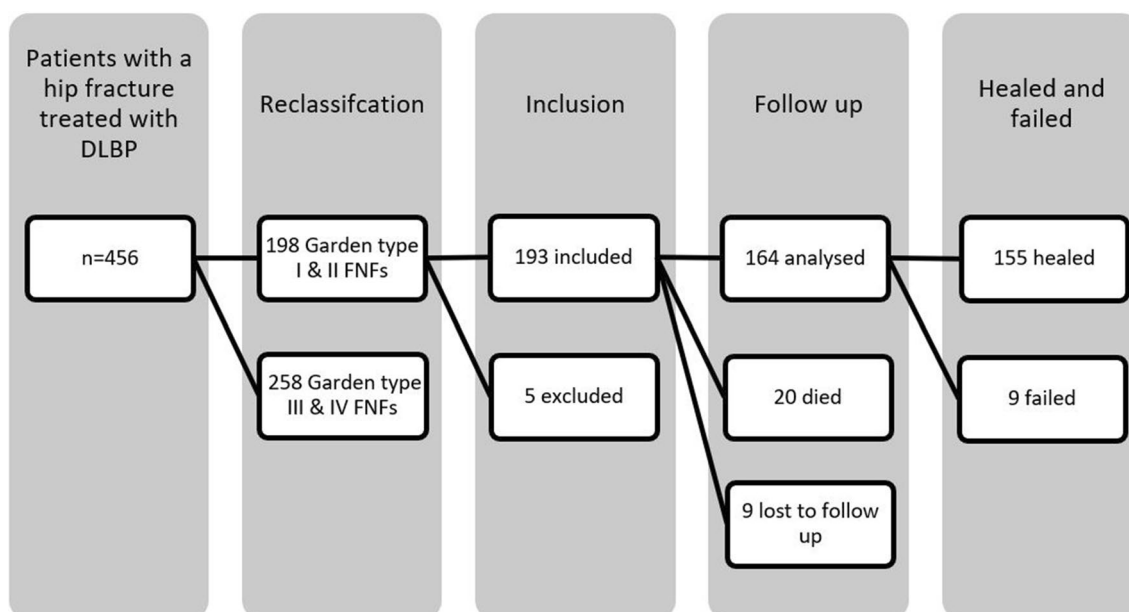 Patients with a
hip fracture
treated with
DLBP
n=456
Reclassifcation
198 Garden type
I & II FNFs
258 Garden type
III & IV FNFs
Inclusion
193 included
5 excluded
Follow up
164 analysed
20 died
9 lost to follow
up
Healed and
failed
155 healed
9 failed